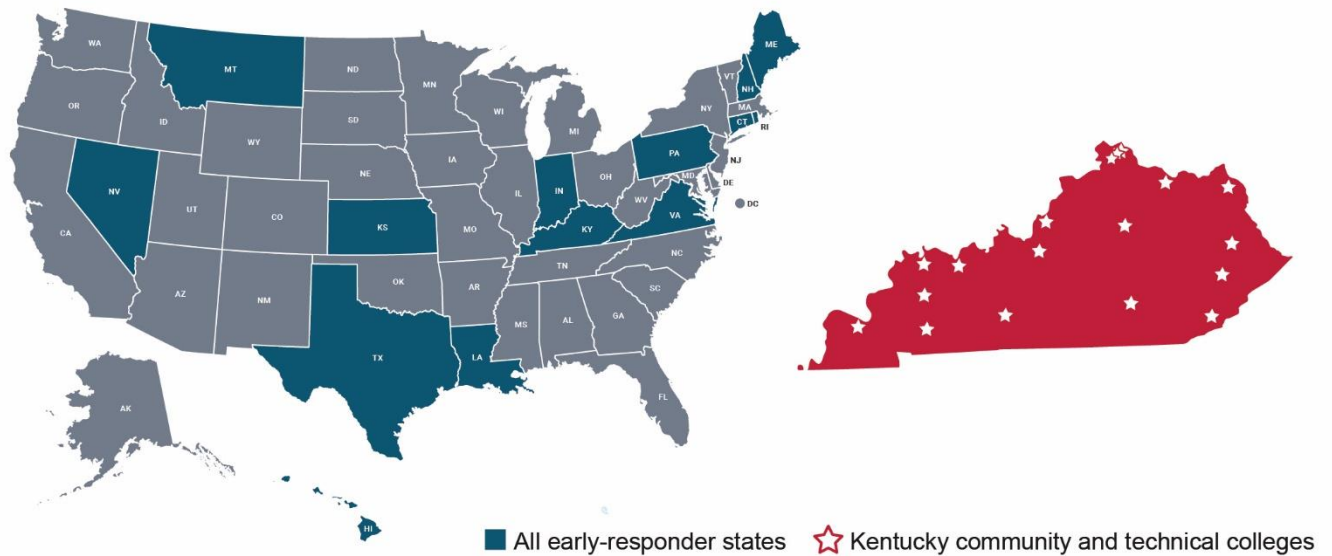 WA
MT
ND
MN
ME
VT
NH
OR
ID
SD
WI
NY
MA
WY
MI
CT
RI
IA
PA
NV
NE
NJ
OH
UT
IL
IN
MD
DE
CO
WV
DC
CA
KS
MO
KY
VA
TN
NC
AZ
NM
OK
AR
SC
MS
AL
GA
TX
LA
FL
AK
HI
All early-responder states
Kentucky community and technical colleges